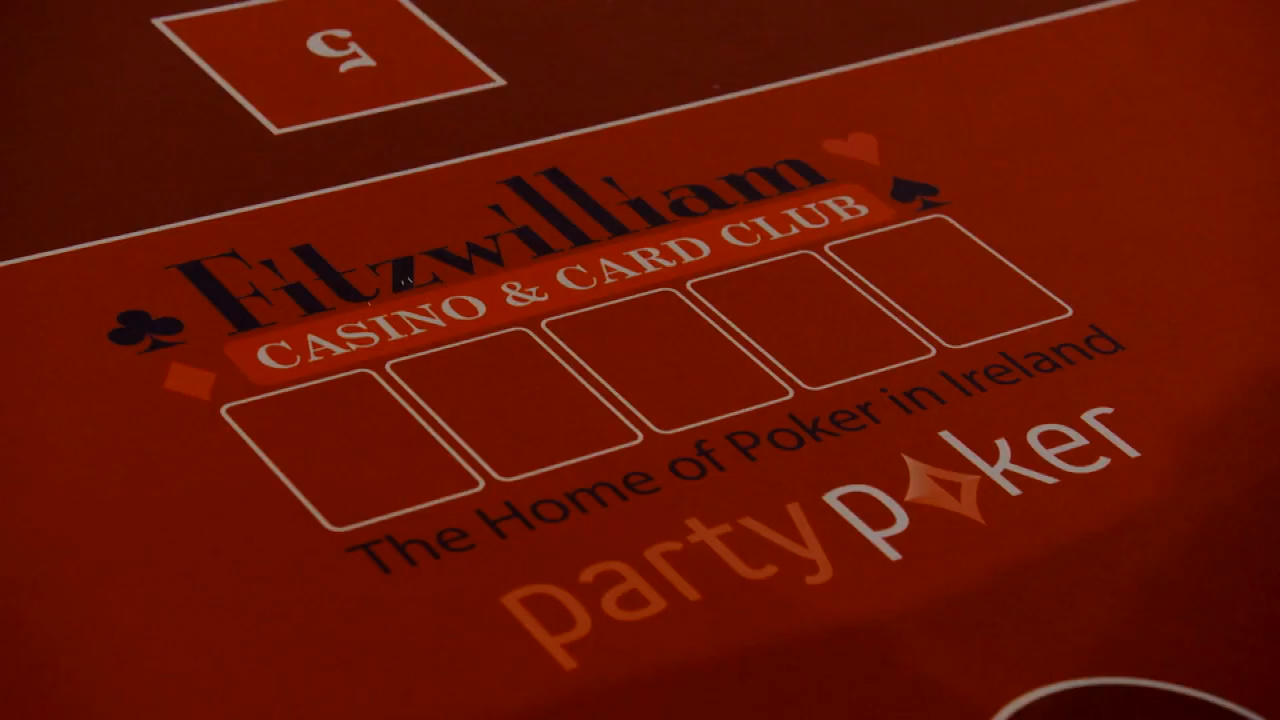 5
Fitzwilliam
CASINO & CARD CLUB
The Home of Poker in Ireland
partypoker